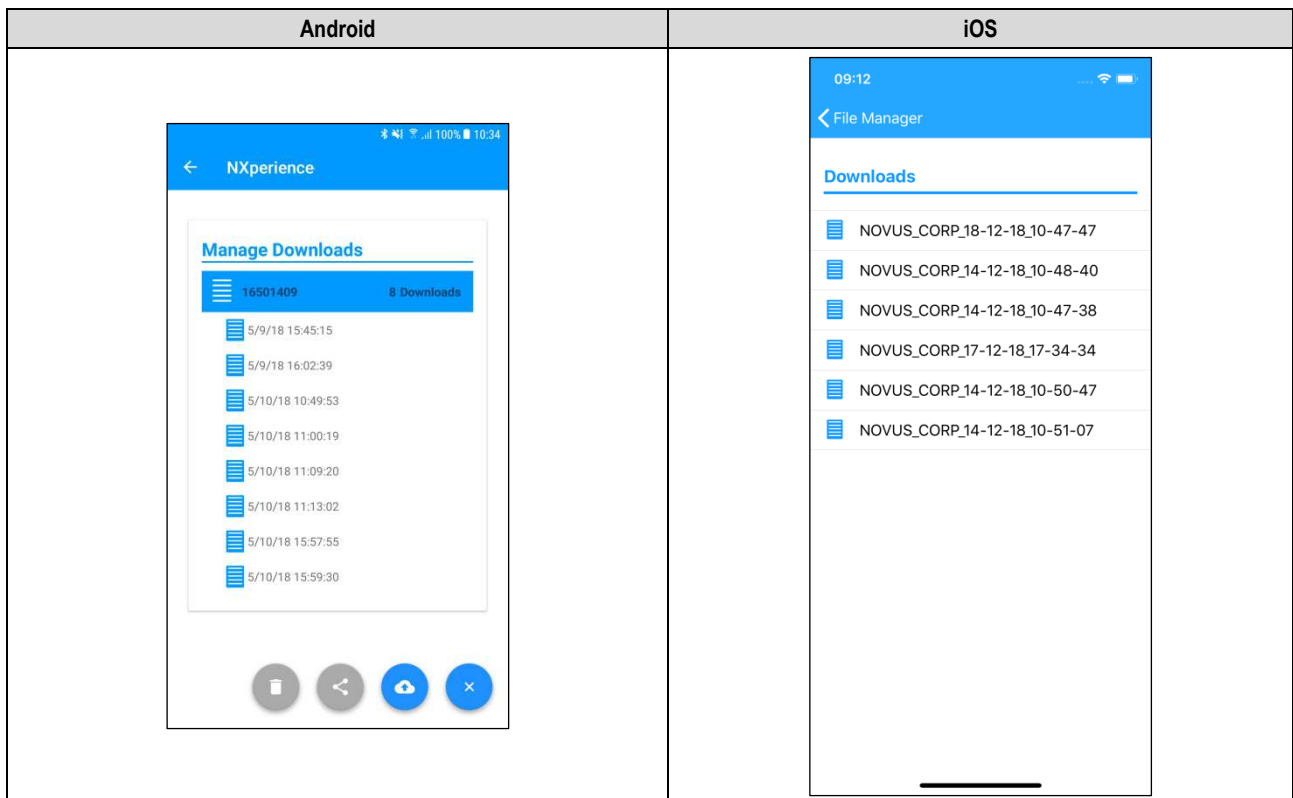 Android
iOS
100% 10:34
NXperience
Manage Downloads
16501409 8 Downloads
5/9/18 15:45:15
5/9/18 16:02:39
5/10/18 10:49:53
5/10/18 11:00:19
5/10/18 11:09:20
5/10/18 11:13:02
5/10/18 15:57:55
5/10/18 15:59:30
09:12
File Manager
Downloads
NOVUS_CORP_18-12-18_10-47-47
NOVUS_CORP_14-12-18_10-48-40
NOVUS_CORP_14-12-18_10-47-38
NOVUS_CORP_17-12-18_17-34-34
NOVUS_CORP_14-12-18_10-50-47
NOVUS_CORP_14-12-18_10-51-07